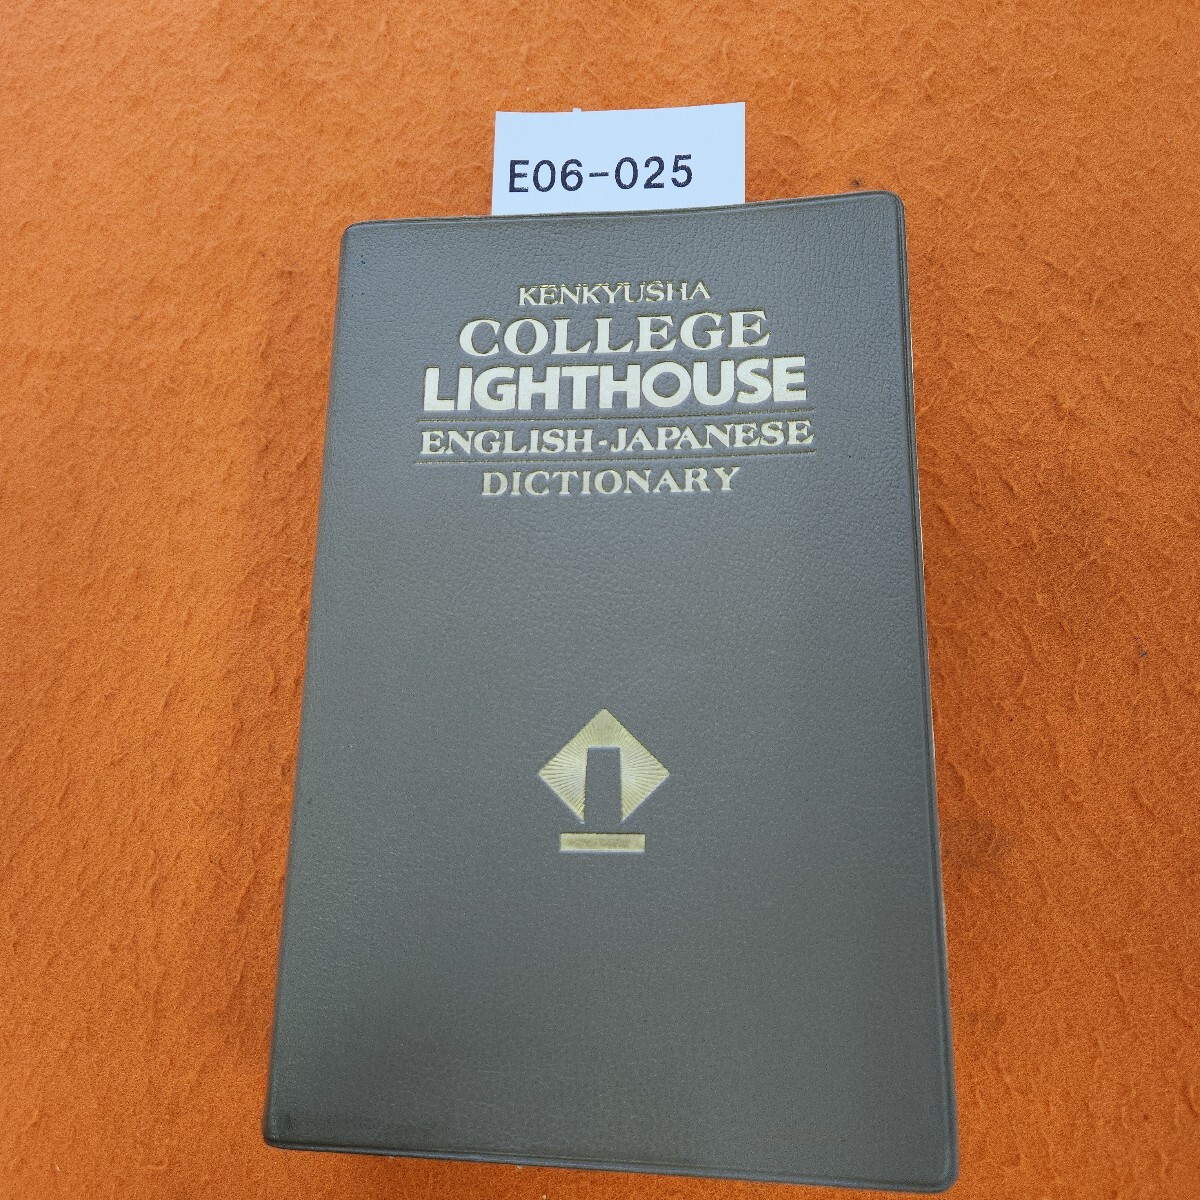 E06-025
KENKYUSHA
COLLEGE
LIGHTHOUSE
ENGLISH-JAPANESE
DICTIONARY